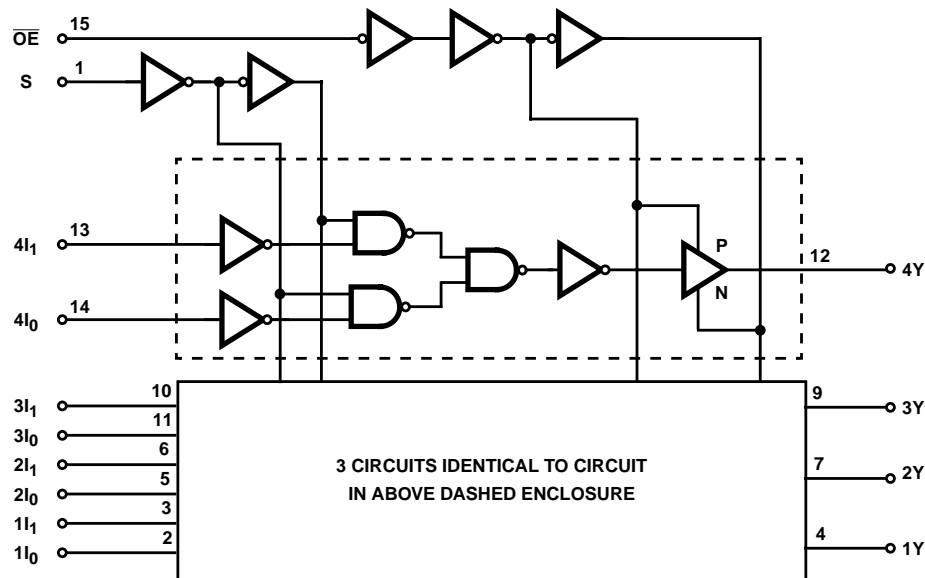 OE 15
S 1
4I1 13
4I0 14
P
N
12 4Y
3I1 10
3I0 11
2I1 6
2I0 5
1I1 3
1I0 2
3 CIRCUITS IDENTICAL TO CIRCUIT
IN ABOVE DASHED ENCLOSURE
9 3Y
7 2Y
4 1Y